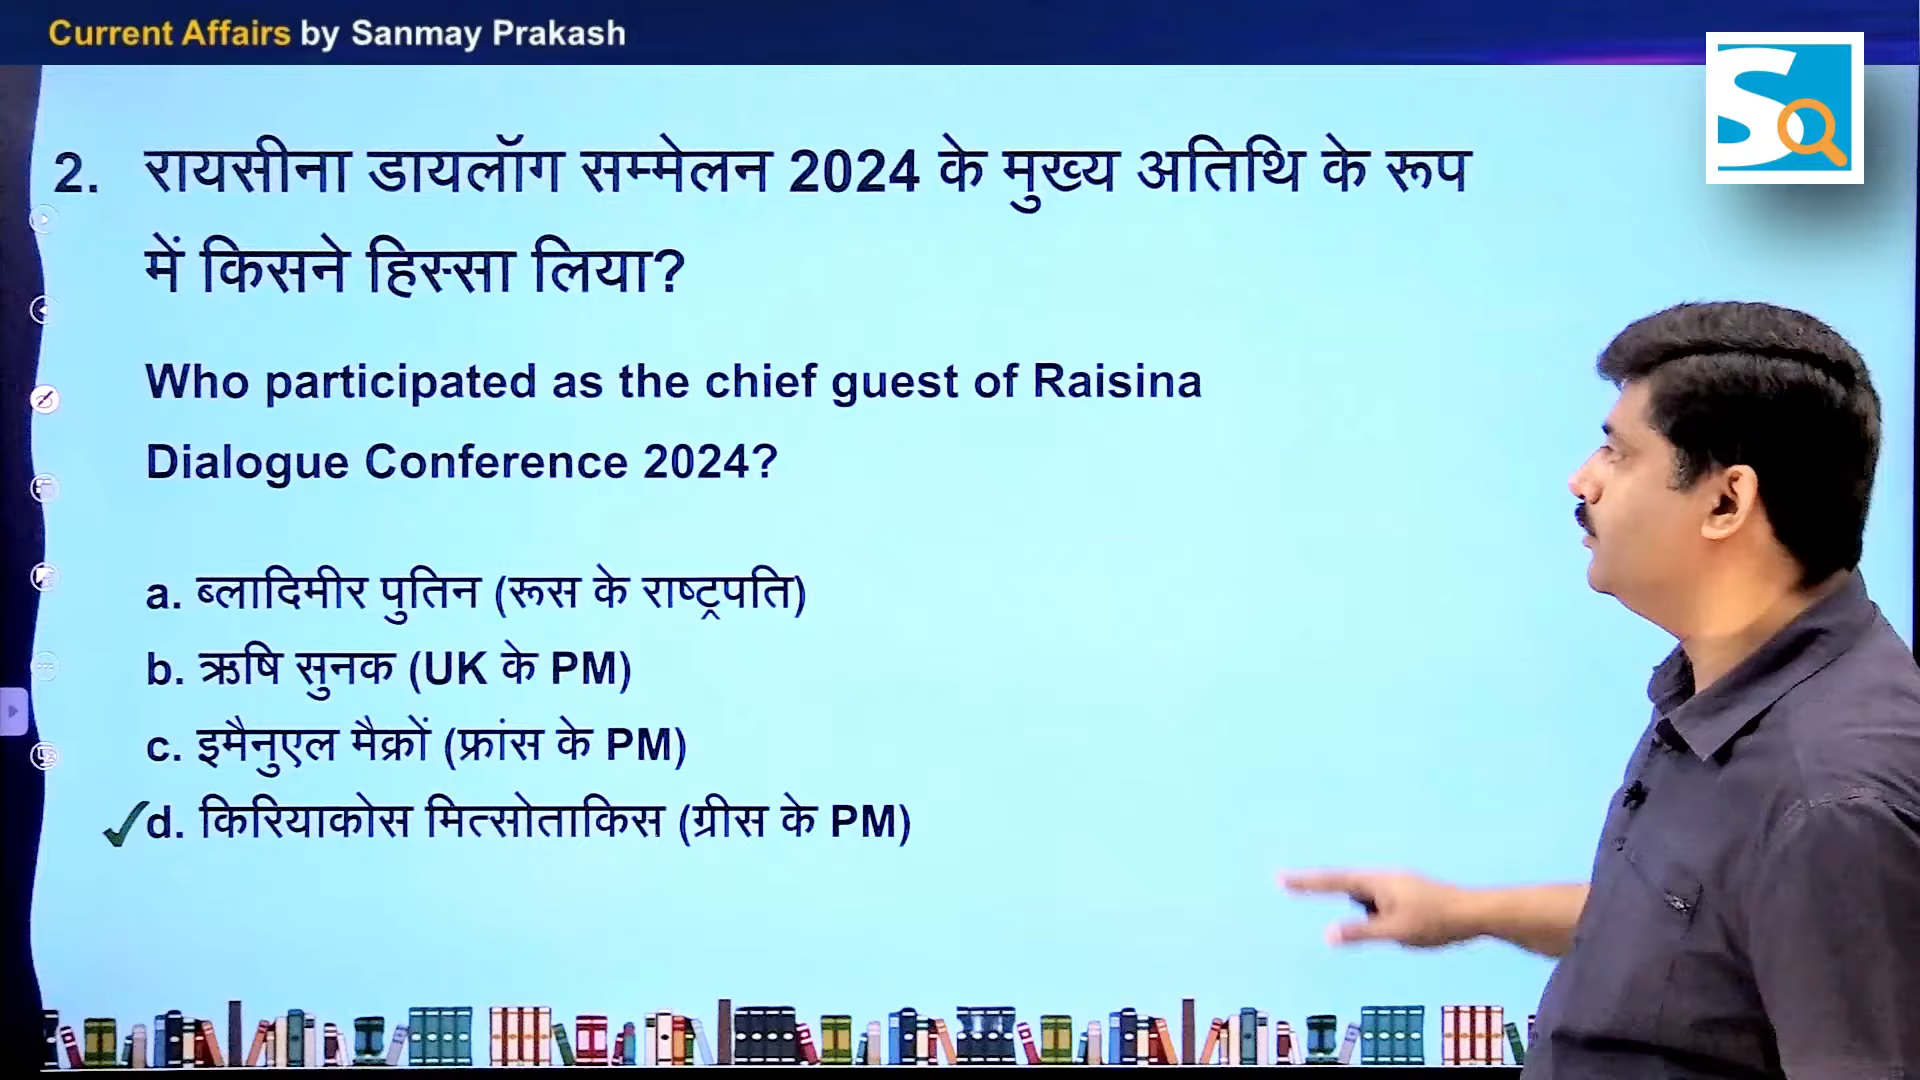 Current Affairs by Sanmay Prakash
2. रायसीना डायलॉग सम्मेलन 2024 के मुख्य अतिथि के रूप
में किसने हिस्सा लिया?
Who participated as the chief guest of Raisina
Dialogue Conference 2024?
a. ब्लादिमीर पुतिन (रूस के राष्ट्रपति)
b. ऋषि सुनक (UK के PM)
c. इमैनुएल मैक्रों (फ्रांस के PM)
d. किरियाकोस मित्सोताकिस (ग्रीस के PM)